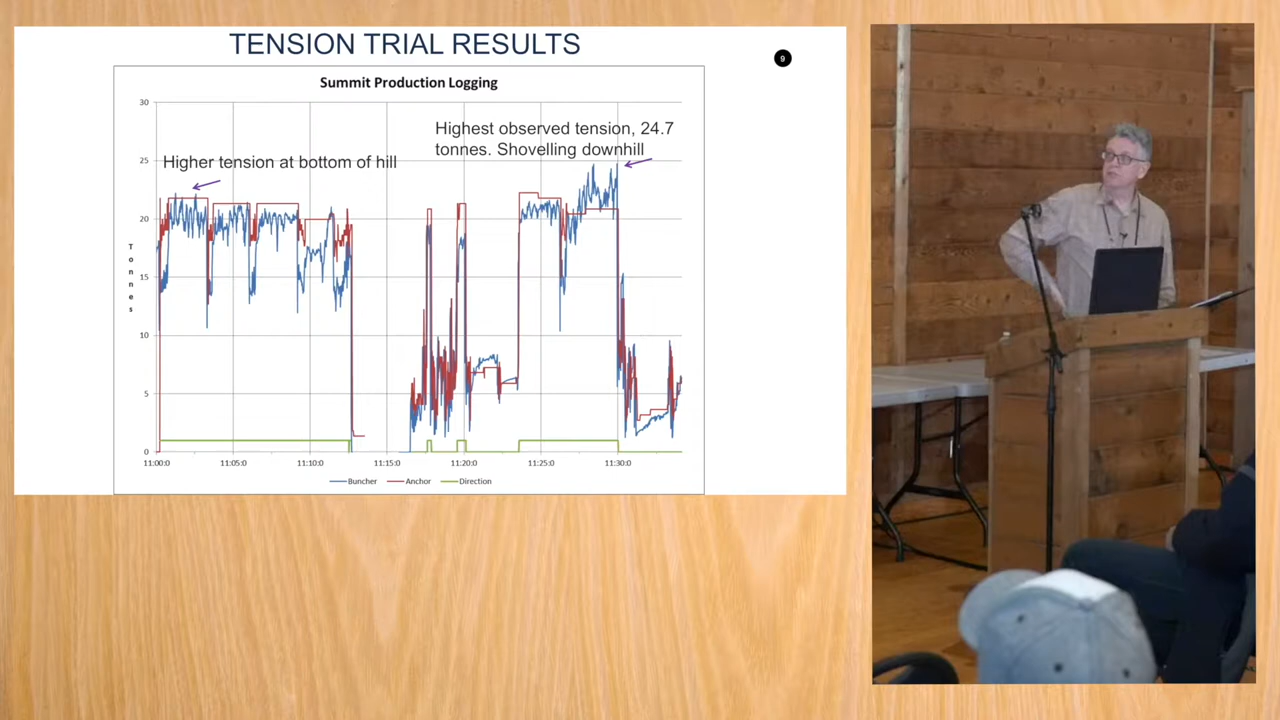 TENSION TRIAL RESULTS
9
Summit Production Logging
Highest observed tension, 24.7
tonnes. Shovelling downhill
Higher tension at bottom of hill
30
25
20
15
10
5
0
Tonnes
11:00:0
11:05:0
11:10:0
11:15:0
11:20:0
11:25:0
11:30:0
Buncher
Anchor
Direction